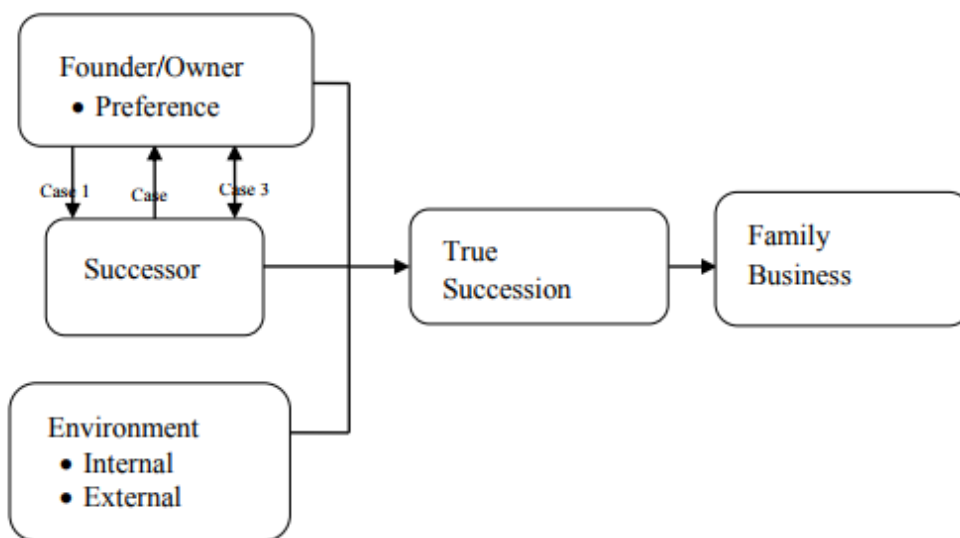 Founder/Owner
• Preference
Case 1
Case
Case 3
Successor
True
Succession
Family
Business
Environment
• Internal
• External